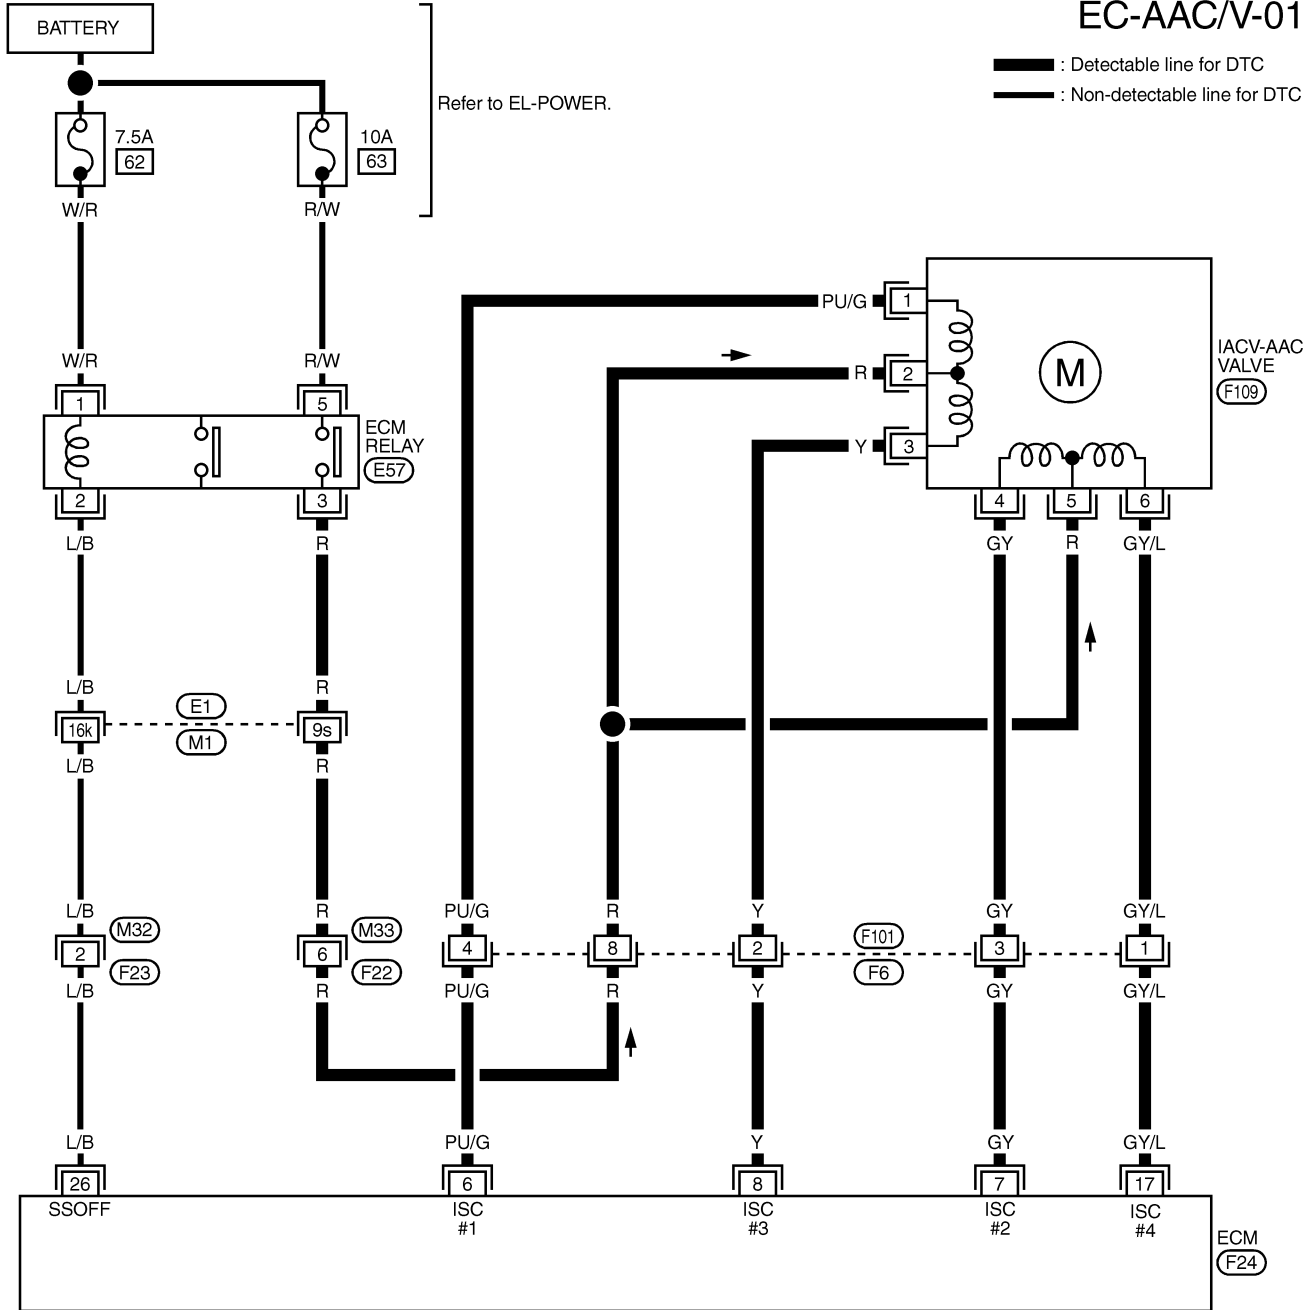 EC-AAC/V-01
BATTERY
: Detectable line for DTC
: Non-detectable line for DTC
Refer to EL-POWER.
7.5A
62
10A
63
W/R
R/W
PU/G
1
R
2
Y
3
M
IACV-AAC
VALVE
F109
W/R
R/W
1
5
ECM
RELAY
E57
2
3
4
5
6
L/B
R
GY
R
GY/L
L/B
R
E1
16k
9s
M1
L/B
R
L/B
R
PU/G
R
Y
GY
GY/L
M32
M33
F101
2
6
4
8
2
3
1
F23
F22
F6
L/B
R
PU/G
R
Y
GY
GY/L
L/B
PU/G
Y
GY
GY/L
26
6
8
7
17
SSOFF
ISC
#1
ISC
#3
ISC
#2
ISC
#4
ECM
F24